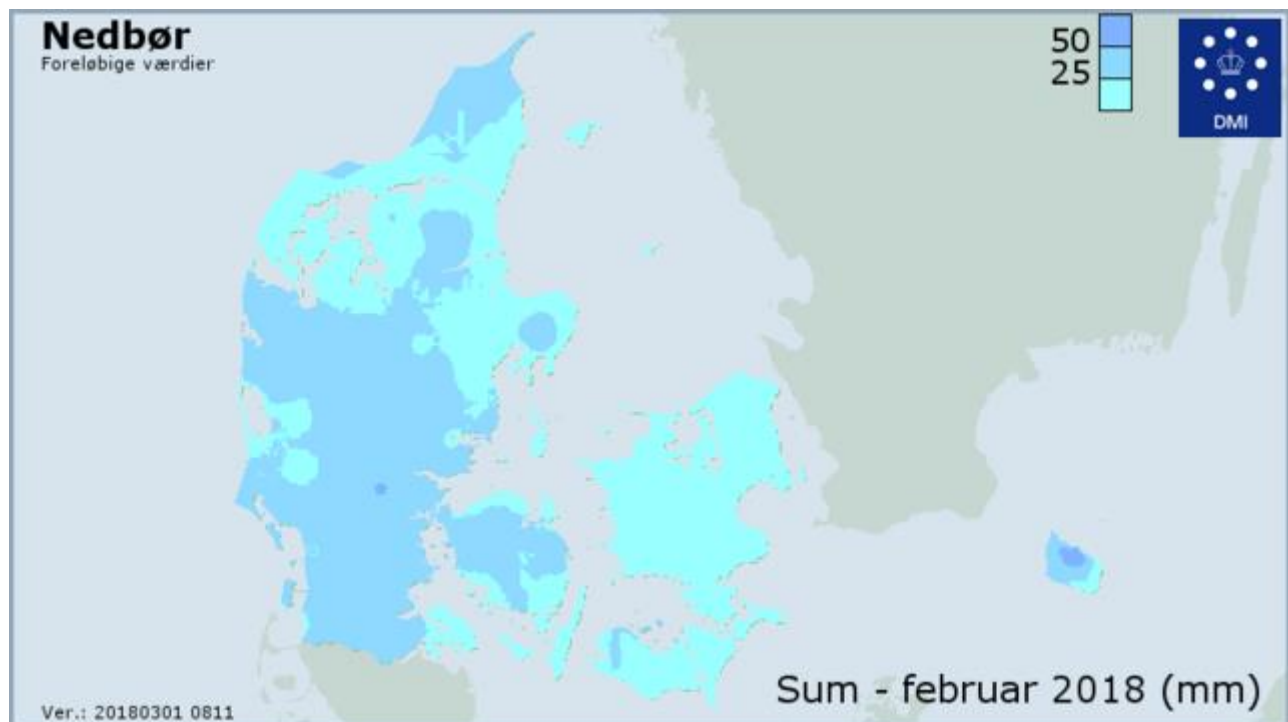 Nedbør
Foreløbige værdier
50
25
DMI
Sum - februar 2018 (mm)
Ver.: 20180301 0811